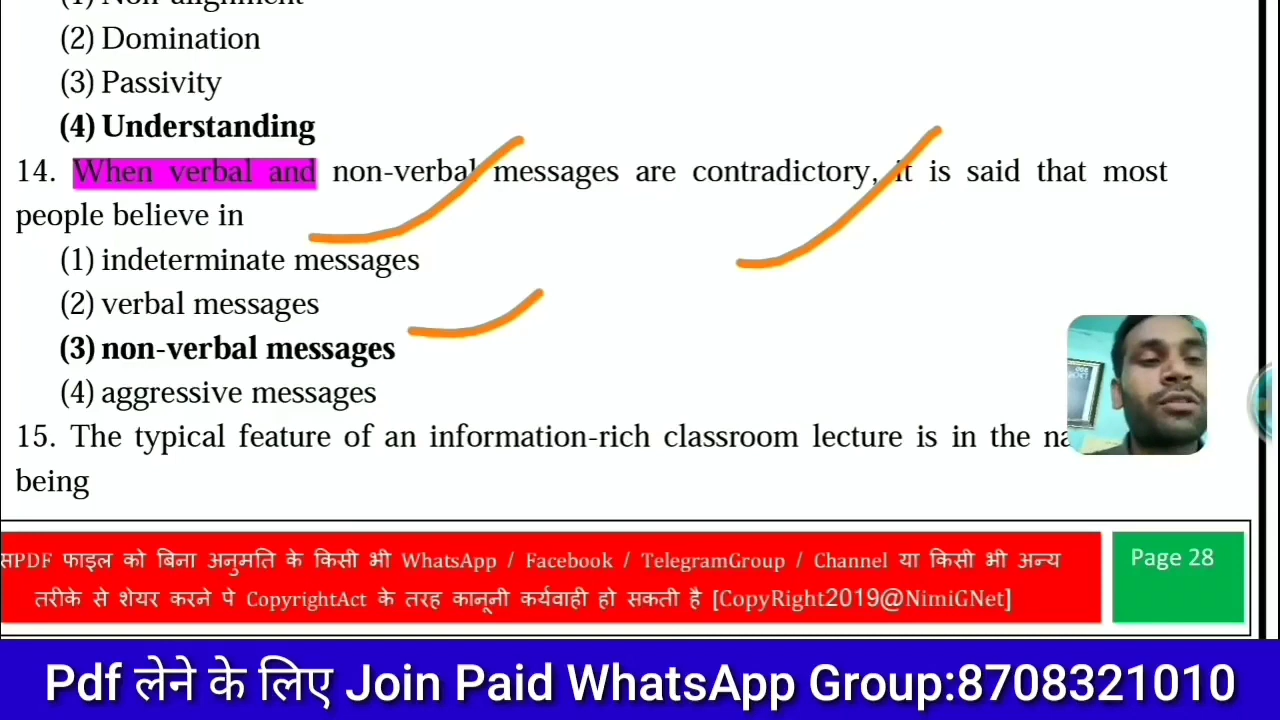 (1) Non-alignment
(2) Domination
(3) Passivity
(4) Understanding
14. When verbal and non-verbal messages are contradictory, it is said that most
people believe in
(1) indeterminate messages
(2) verbal messages
(3) non-verbal messages
(4) aggressive messages
15. The typical feature of an information-rich classroom lecture is in the
being
PDF फाइल को बिना अनुमति के किसी भी WhatsApp / Facebook / TelegramGroup / Channel या किसी भी अन्य
तरीके से शेयर करने पे CopyrightAct के तरह कानूनी कर्यवाही हो सकती है [CopyRight2019@NimiGNet]
Page 28
Pdf लेने के लिए Join Paid WhatsApp Group:8708321010